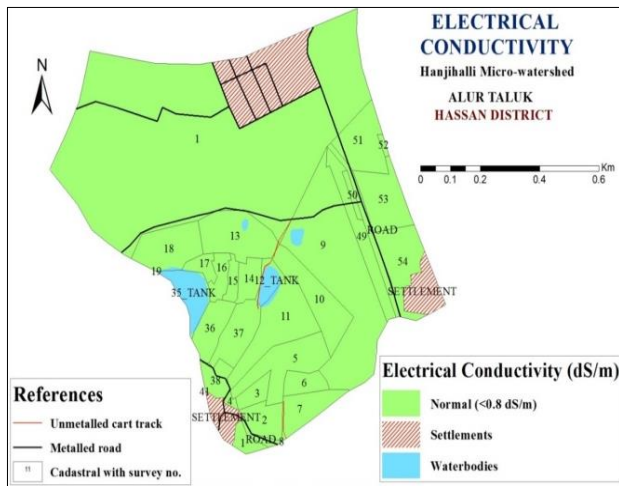 ELECTRICAL
CONDUCTIVITY
Hanjihalli Micro-watershed
ALUR TALUK
HASSAN DISTRICT
N
Km
0 0.1 0.2 0.4 0.6
1
51
52
50
53
49
ROAD
13
9
18
17
16
19
15
14
12_TANK
54
35_TANK
SETTLEMENT
10
11
36
37
5
38
6
41
3
4
7
SETTLEMENT
2
1
ROAD
8
References
Unmetalled cart track
Metalled road
11
Cadastral with survey no.
Electrical Conductivity (dS/m)
Normal (<0.8 dS/m)
Settlements
Waterbodies